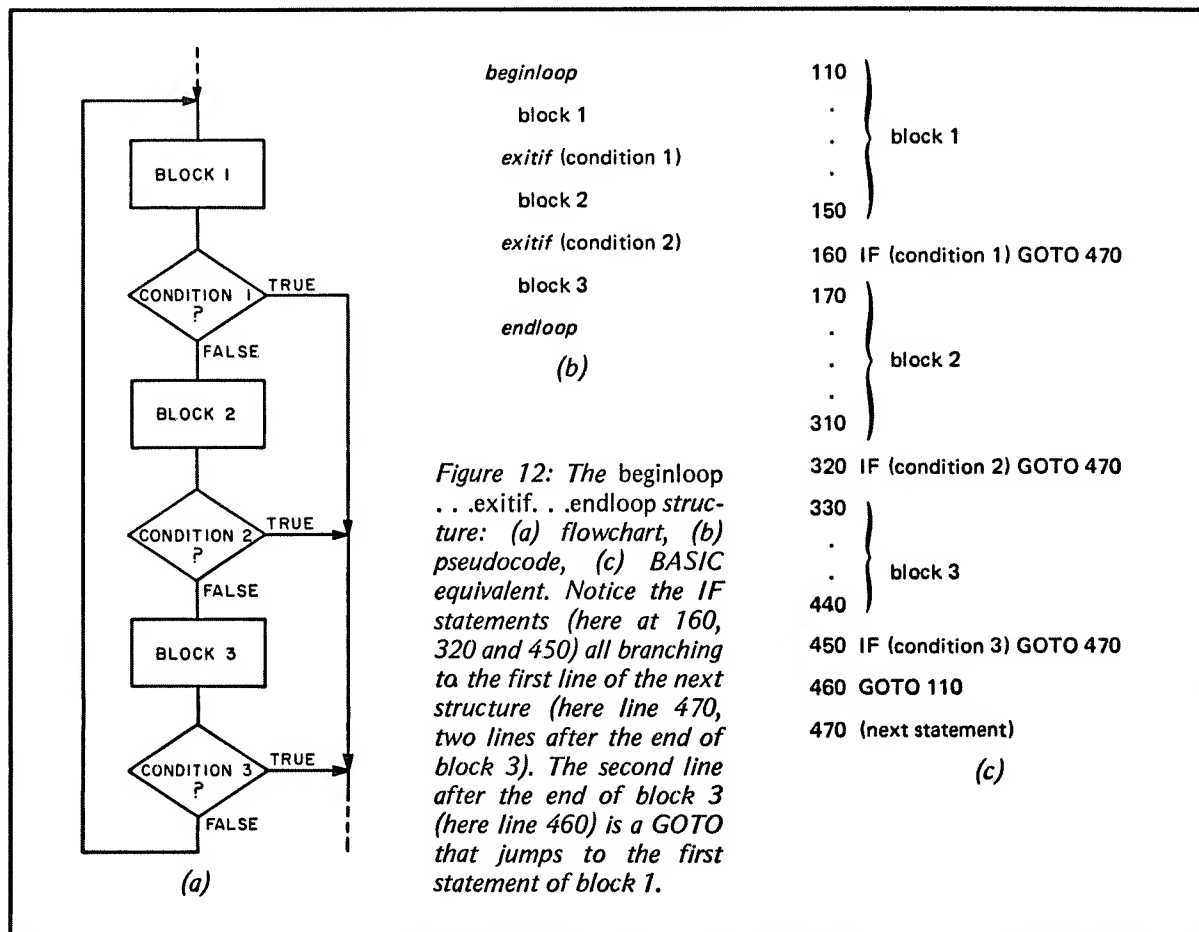 BLOCK 1
CONDITION 1
?
TRUE
FALSE
BLOCK 2
CONDITION 2
?
TRUE
FALSE
BLOCK 3
CONDITION 3
?
TRUE
FALSE
(a)
beginloop
block 1
exitif (condition 1)
block 2
exitif (condition 2)
block 3
endloop
(b)
Figure 12: The beginloop
. . .exitif. . .endloop struc-
ture: (a) flowchart, (b)
pseudocode, (c) BASIC
equivalent. Notice the IF
statements (here at 160,
320 and 450) all branching
to the first line of the next
structure (here line 470,
two lines after the end of
block 3). The second line
after the end of block 3
(here line 460) is a GOTO
that jumps to the first
statement of block 1.
110
.
.
.
150
block 1
160 IF (condition 1) GOTO 470
170
.
.
.
310
block 2
320 IF (condition 2) GOTO 470
330
.
.
440
block 3
450 IF (condition 3) GOTO 470
460 GOTO 110
470 (next statement)
(c)